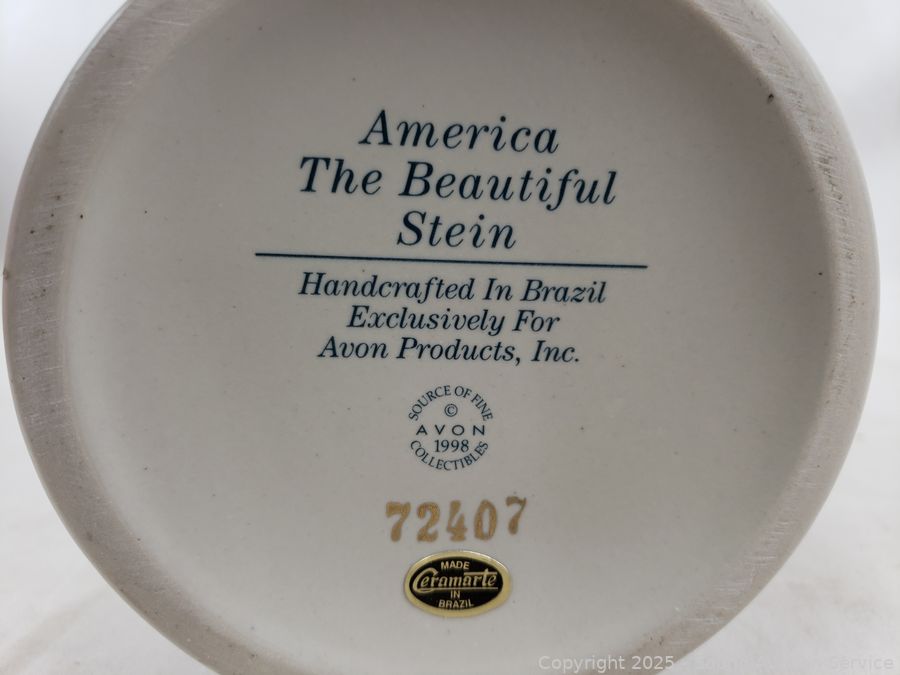 America
The Beautiful
Stein
Handcrafted In Brazil
Exclusively For
Avon Products, Inc.
SOURCE OF FINE
©
AVON
1998
COLLECTIBLES
72407
MADE
Ceramarte
IN
BRAZIL
Copyright 2025 Service